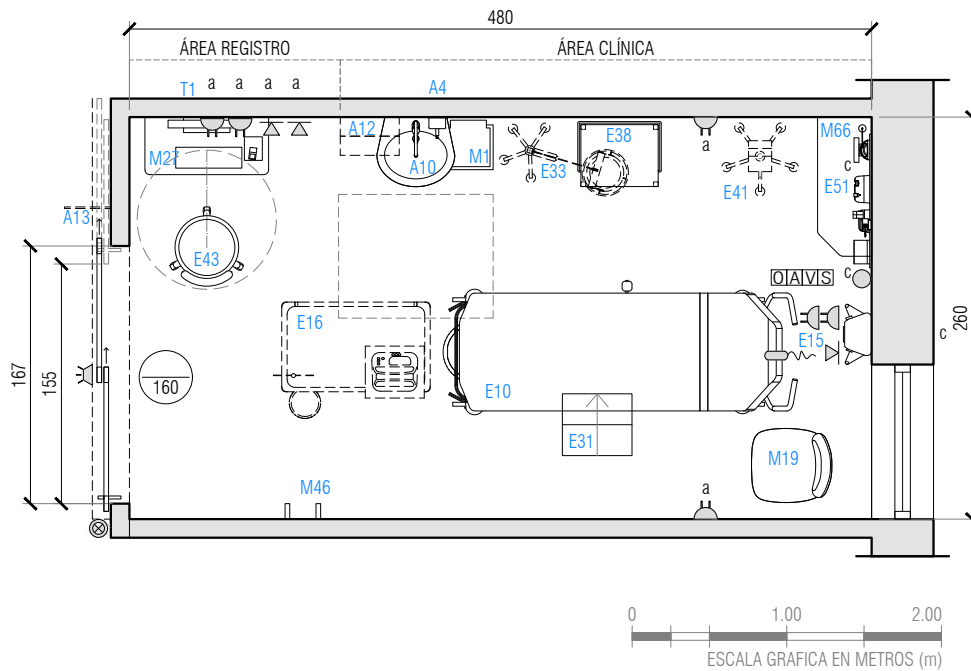 480
ÁREA REGISTRO
ÁREA CLÍNICA
T1
a
a
a
a
A4
A12
A10
M1
M27
E33
E38
a
E41
M66
c
E51
A13
E43
c
OAVS
E16
E15
c
260
167
155
160
E10
E31
M19
M46
a
0
1.00
2.00
ESCALA GRAFICA EN METROS (m)